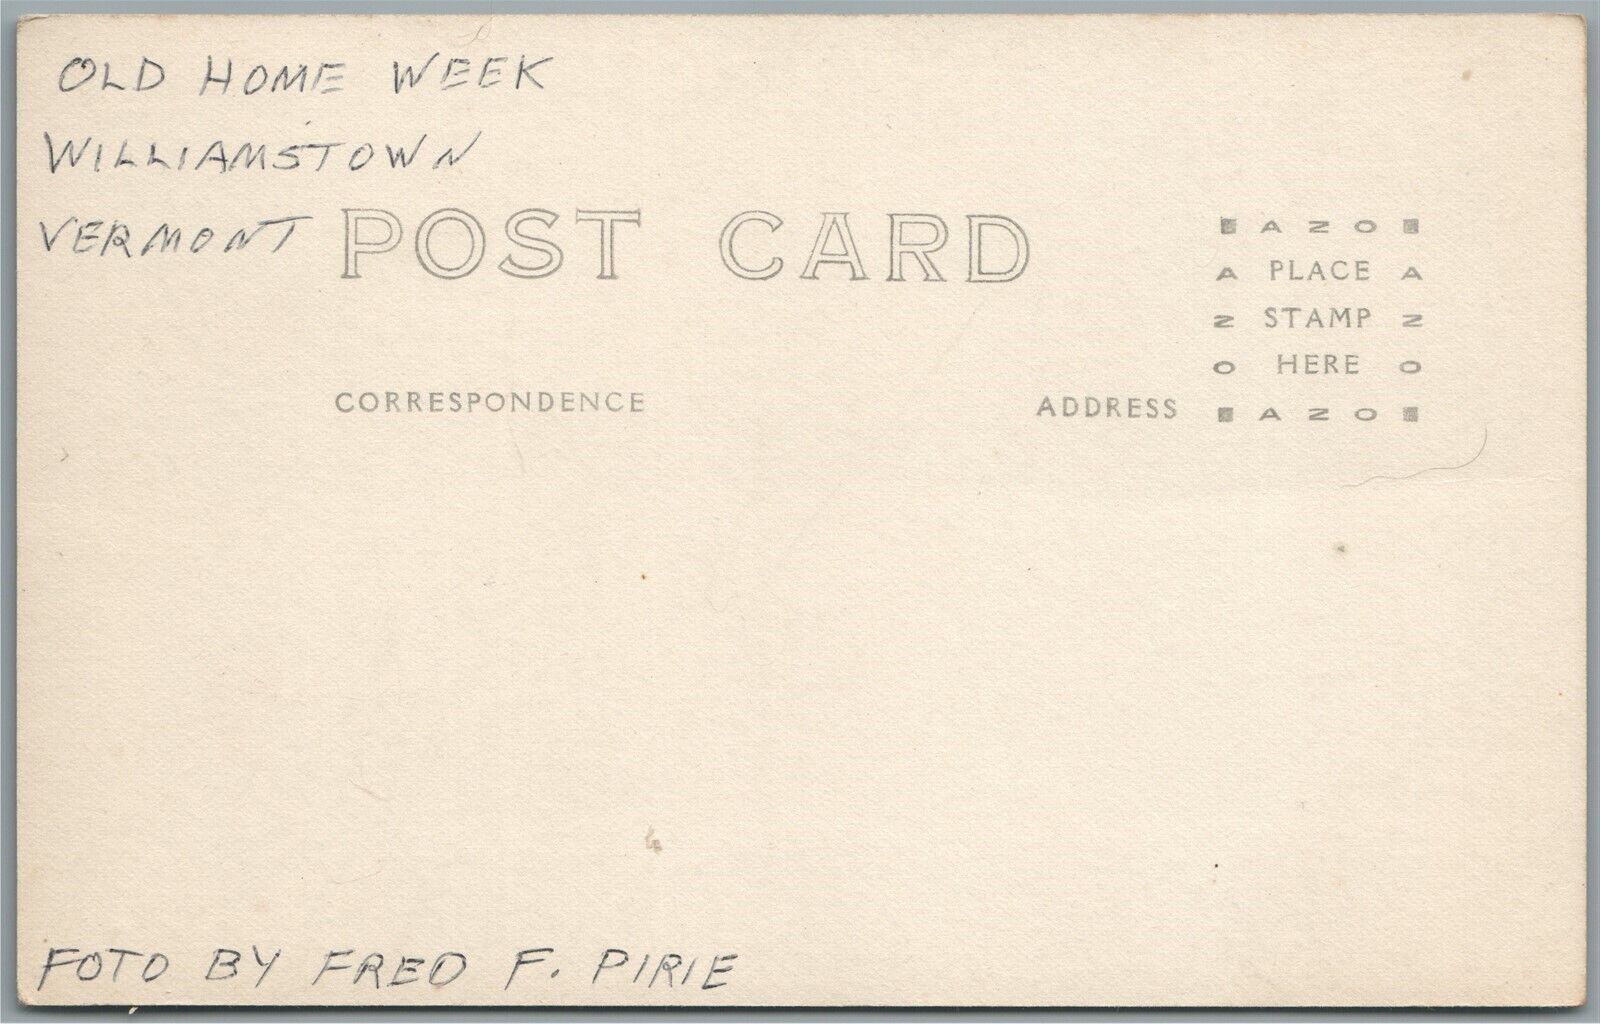 OLD HOME WEEK
WILLIAMSTOWN
VERMONT
POST CARD
AZO
A PLACE A
Z STAMP Z
O HERE O
AZO
CORRESPONDENCE
ADDRESS
FOTO BY FRED F. PIRIE